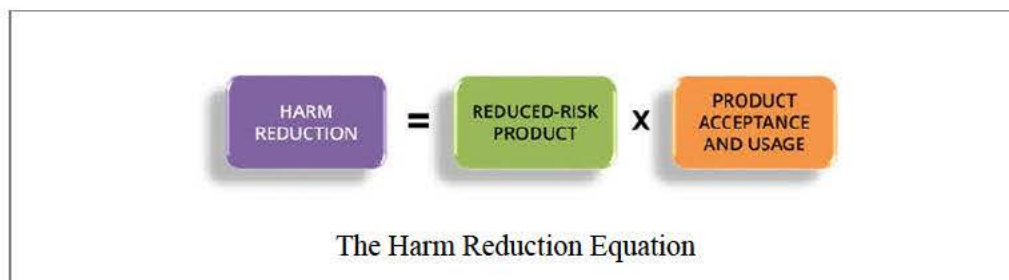 HARM
REDUCTION
=
REDUCED-RISK
PRODUCT
X
PRODUCT
ACCEPTANCE
AND USAGE
The Harm Reduction Equation